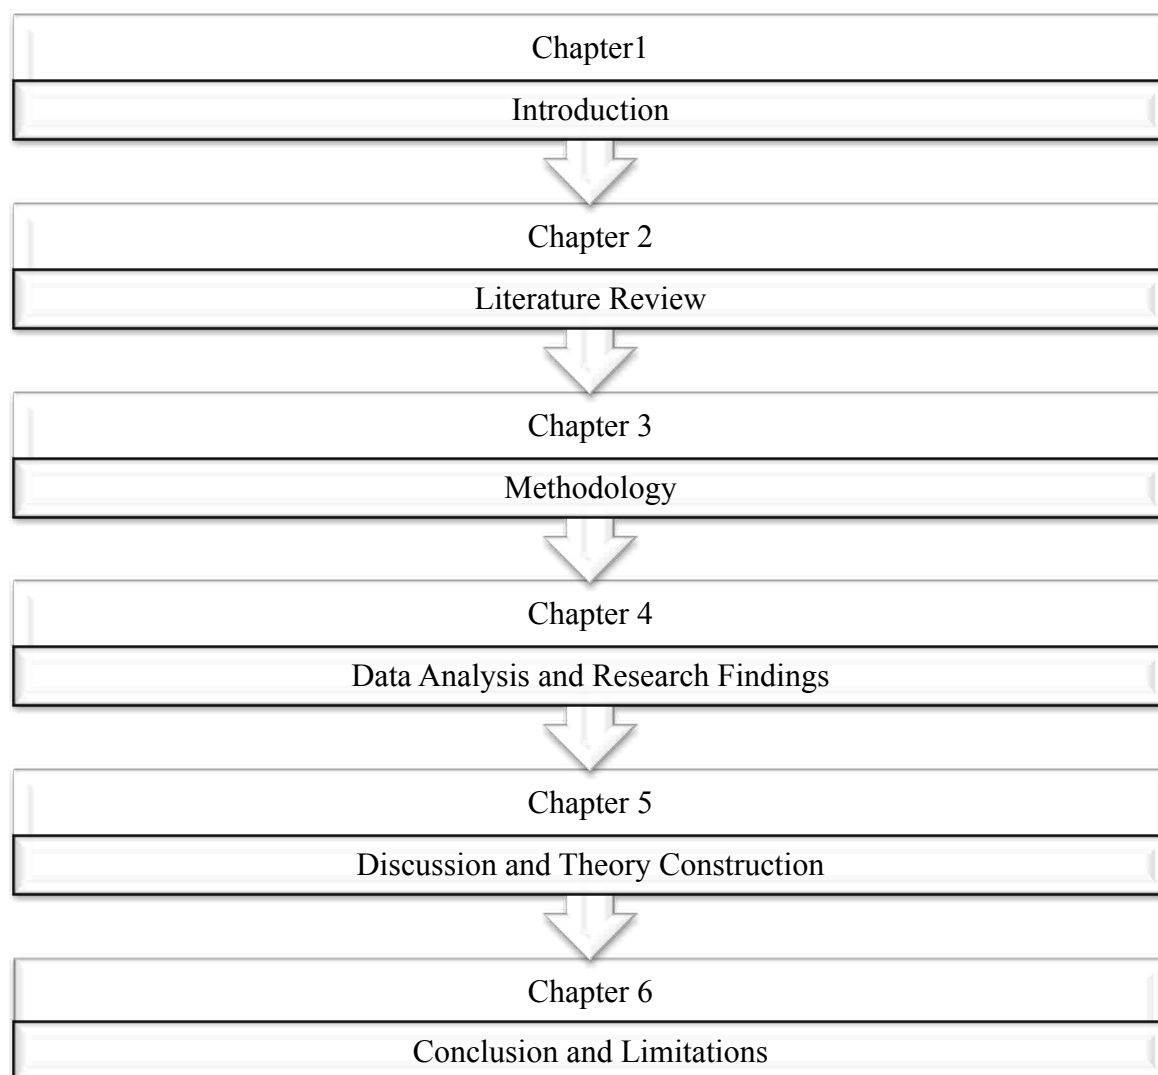 Chapter1
Introduction
Chapter 2
Literature Review
Chapter 3
Methodology
Chapter 4
Data Analysis and Research Findings
Chapter 5
Discussion and Theory Construction
Chapter 6
Conclusion and Limitations